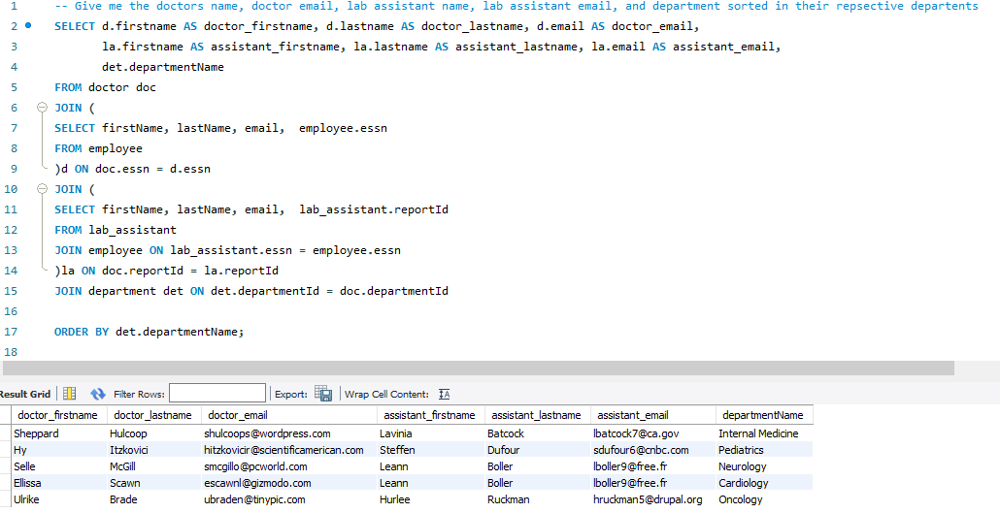 1 -- Give me the doctors name, doctor email, lab assistant name, lab assistant email, and department sorted in their repsective departents
2 SELECT d.firstname AS doctor_firstname, d.lastname AS doctor_lastname, d.email AS doctor_email,
3 la.firstname AS assistant_firstname, la.lastname AS assistant_lastname, la.email AS assistant_email,
4 det.departmentName
5 FROM doctor doc
6 JOIN (
7 SELECT firstName, lastName, email, employee.essn
8 FROM employee
9 )d ON doc.essn = d.essn
10 JOIN (
11 SELECT firstName, lastName, email, lab_assistant.reportId
12 FROM lab_assistant
13 JOIN employee ON lab_assistant.essn = employee.essn
14 )la ON doc.reportId = la.reportId
15 JOIN department det ON det.departmentId = doc.departmentId
16
17 ORDER BY det.departmentName;
18
Result Grid Filter Rows: Export: Wrap Cell Content:
doctor_firstname doctor_lastname doctor_email assistant_firstname assistant_lastname assistant_email departmentName
Sheppard Hulcoop shulcoops@wordpress.com Lavinia Batcock lbatcock7@ca.gov Internal Medicine
Hy Itzkovici hitzkovicir@scientificamerican.com Steffen Dufour sdufour6@cnbc.com Pediatrics
Selle McGill smcgillo@pcworld.com Leann Boller lboller9@free.fr Neurology
Ellissa Scawn escawnl@gizmodo.com Leann Boller lboller9@free.fr Cardiology
Ulrike Brade ubraden@tinypic.com Hurlee Ruckman hruckman5@drupal.org Oncology